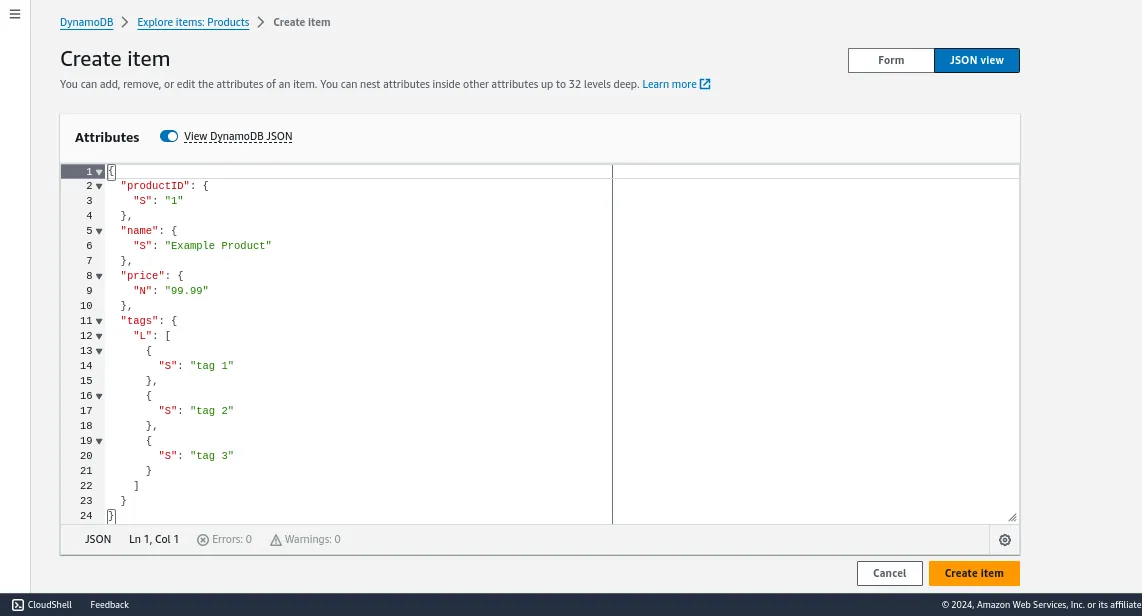 DynamoDB > Explore items: Products > Create item
Create item
Form JSON view
You can add, remove, or edit the attributes of an item. You can nest attributes inside other attributes up to 32 levels deep. Learn more
Attributes View DynamoDB JSON
1 {
2 "productID": {
3 "S": "1"
4 },
5 "name": {
6 "S": "Example Product"
7 },
8 "price": {
9 "N": "99.99"
10 },
11 "tags": {
12 "L": [
13 {
14 "S": "tag 1"
15 },
16 {
17 "S": "tag 2"
18 },
19 {
20 "S": "tag 3"
21 }
22 ]
23 }
24 }
JSON Ln 1, Col 1 Errors: 0 Warnings: 0
Cancel Create item
CloudShell Feedback © 2024, Amazon Web Services, Inc. or its affiliate